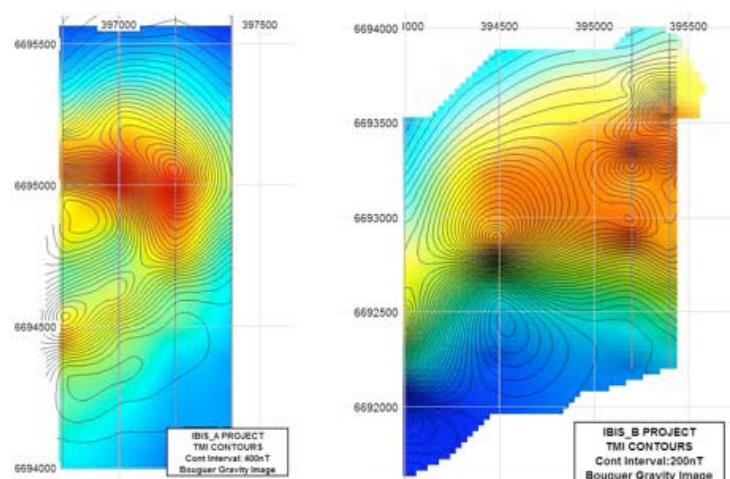 397000 397500
6695500
6695000
6694500
6694000
IBIS_A PROJECT
TMI CONTOURS
Cont Interval: 400nT
Bouguer Gravity Image
000 394500 395000 395500
6694000
6693500
6693000
6692500
6692000
IBIS_B PROJECT
TMI CONTOURS
Cont Interval:200nT
Bouguer Gravity Image